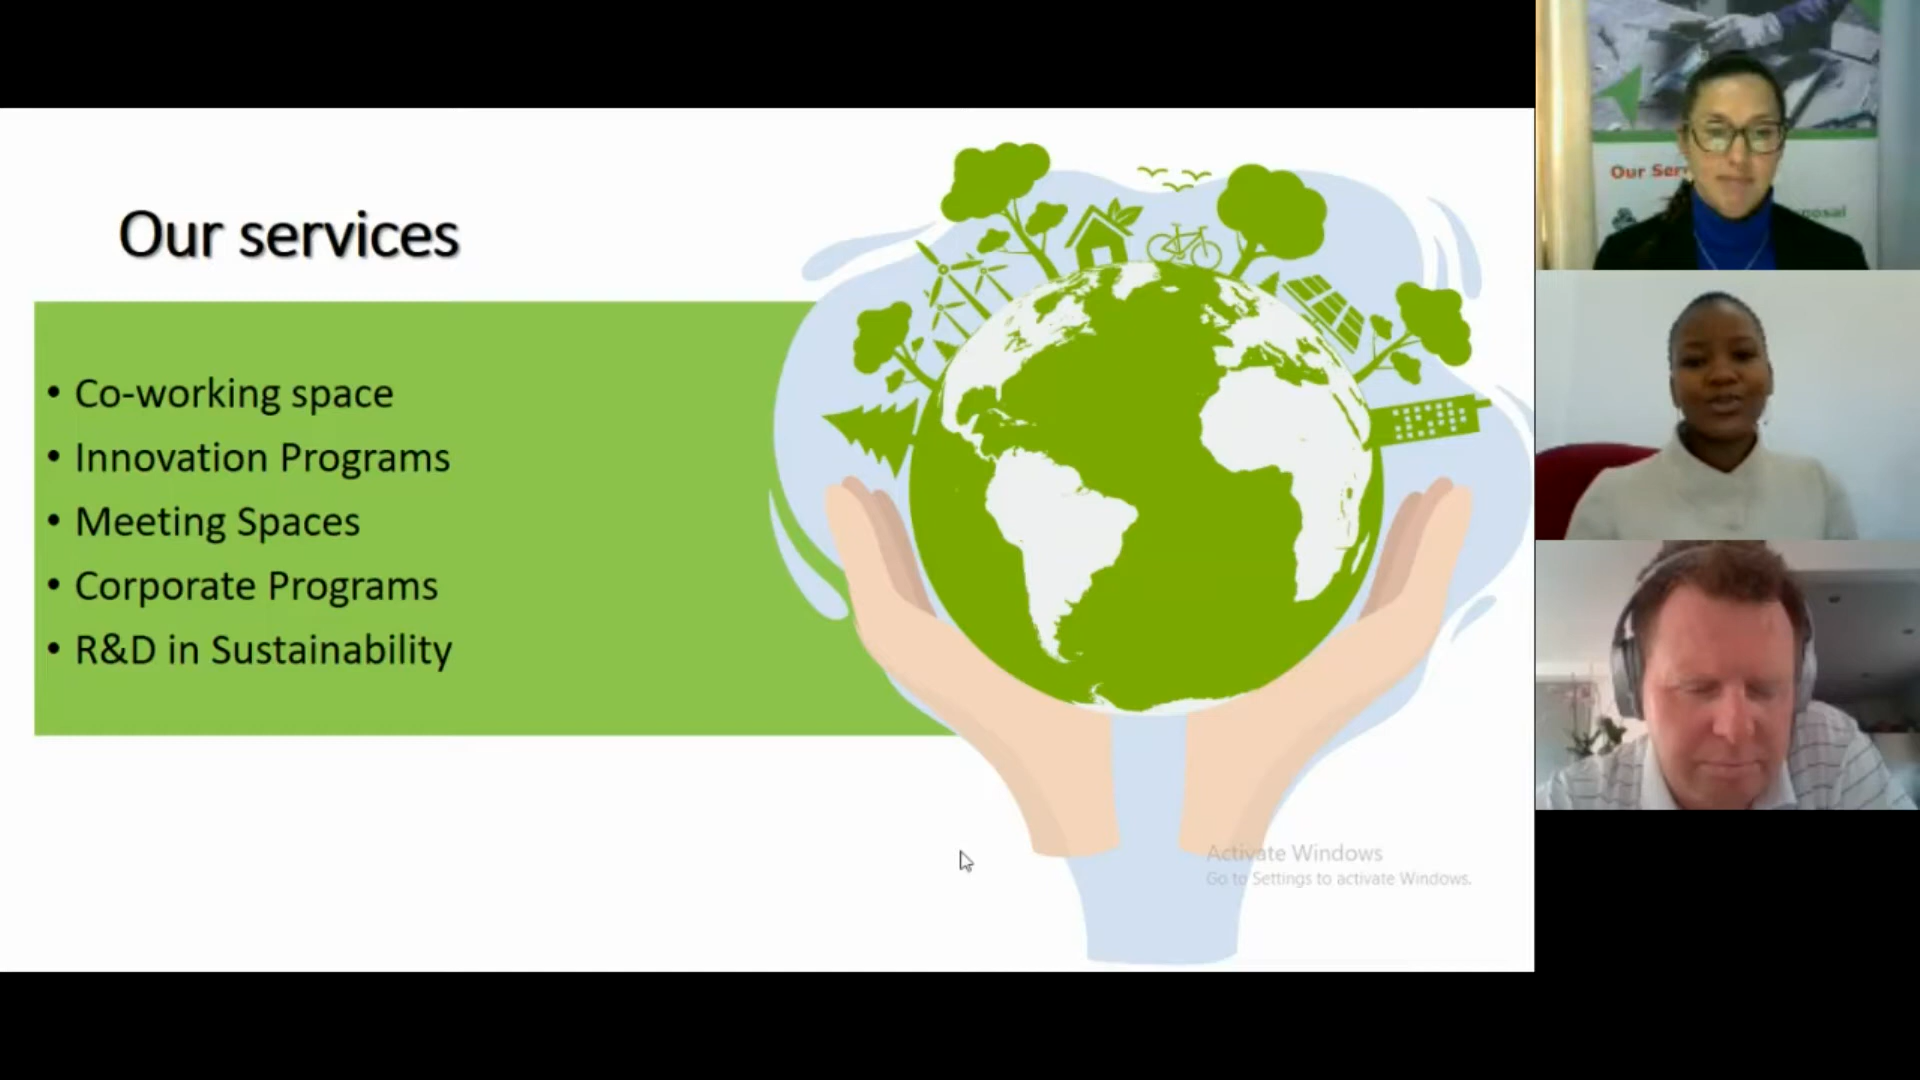 Our services
• Co-working space
• Innovation Programs
• Meeting Spaces
• Corporate Programs
• R&D in Sustainability
Activate Windows
Go to Settings to activate Windows.
Our Ser